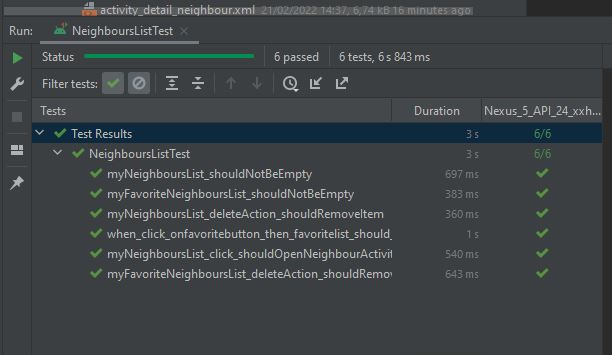 activity_detail_neighbour.xml 21/02/2022 14:37, 6,74 kB 16 minutes ago
Run: NeighboursListTest
Status 6 passed 6 tests, 6 s 843 ms
Filter tests:
Tests Duration Nexus_5_API_24_xxh...
Test Results 3 s 6/6
NeighboursListTest 3 s 6/6
myNeighboursList_shouldNotBeEmpty 697 ms
myFavoriteNeighboursList_shouldNotBeEmpty 383 ms
myNeighboursList_deleteAction_shouldRemoveItem 360 ms
when_click_onfavoritebutton_then_favoritelist_should_ 1 s
myNeighboursList_click_shouldOpenNeighbourActivit 540 ms
myFavoriteNeighboursList_deleteAction_shouldRemov 643 ms